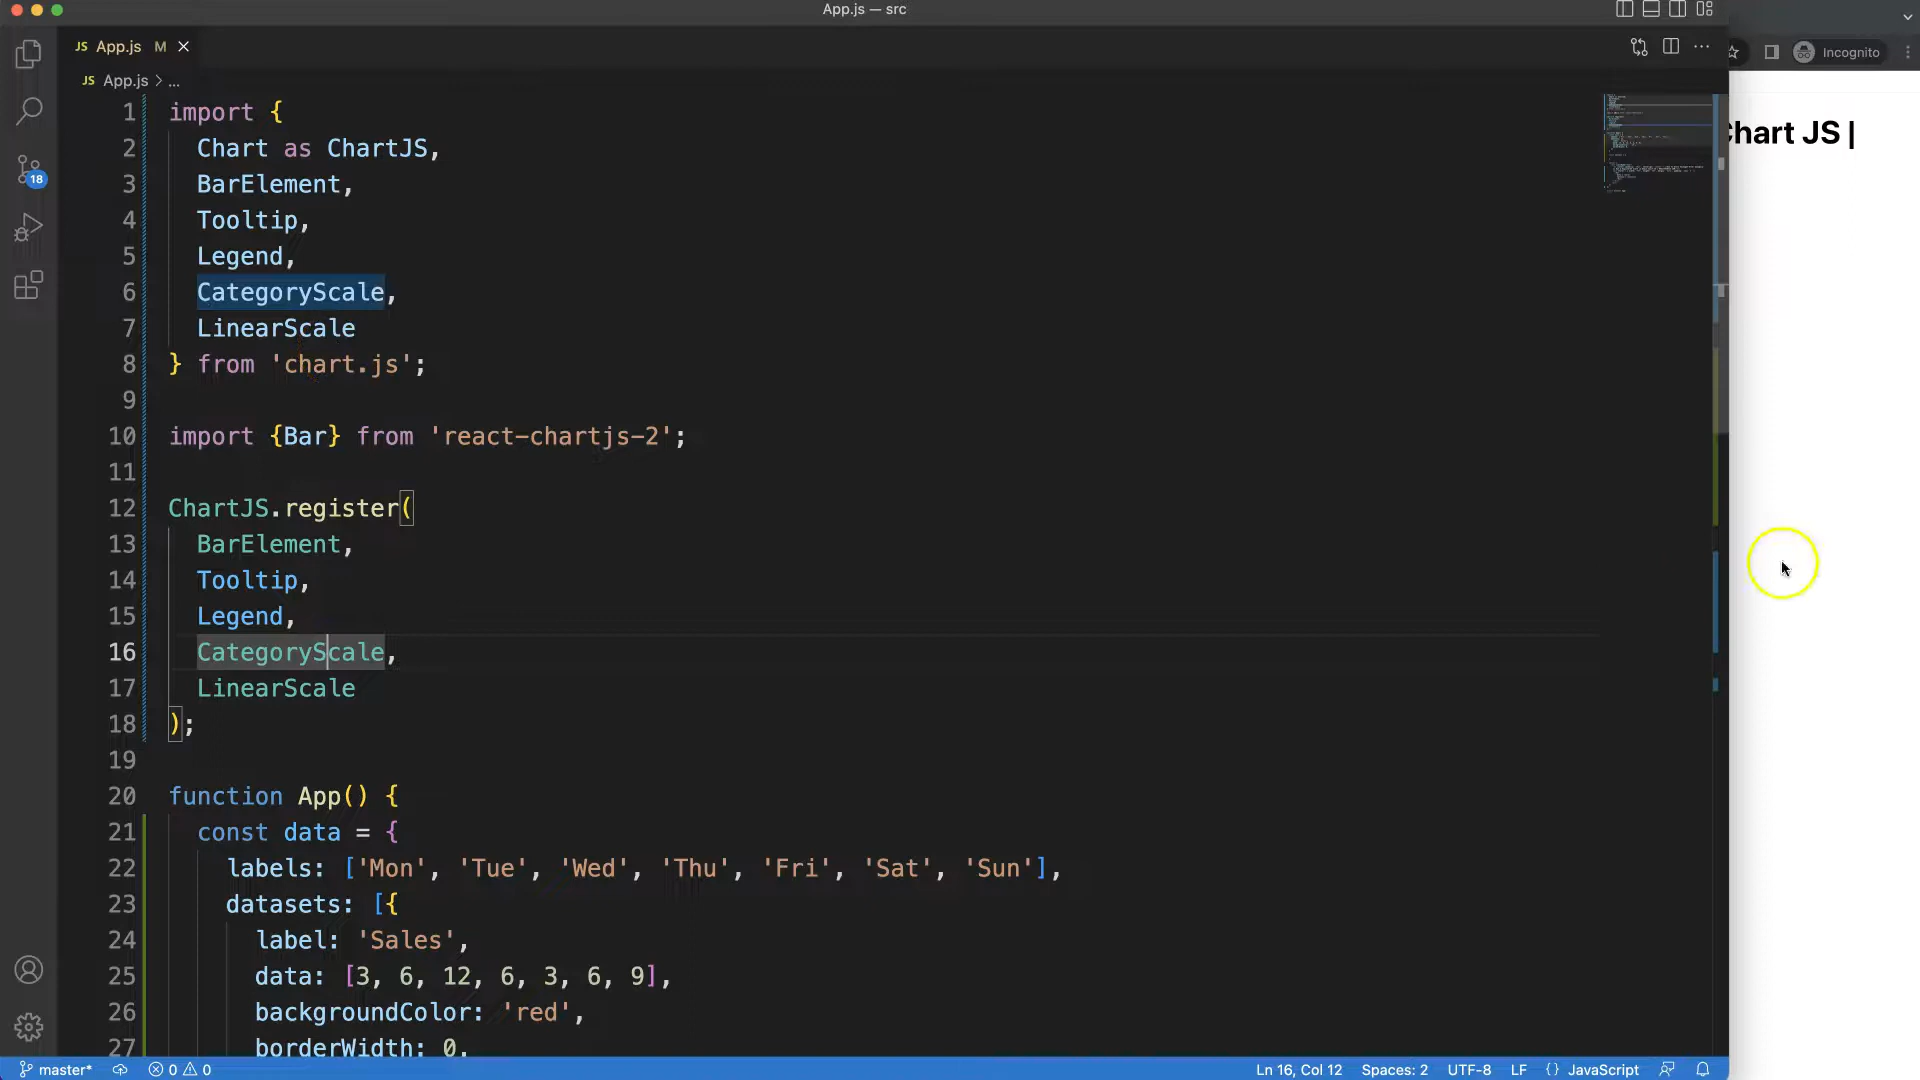 App.js — src
JS App.js M
Incognito
JS App.js > ...
Chart JS |
1 import {
2 Chart as ChartJS,
3 BarElement,
4 Tooltip,
5 Legend,
6 CategoryScale,
7 LinearScale
8 } from 'chart.js';
9
10 import {Bar} from 'react-chartjs-2';
11
12 ChartJS.register(
13 BarElement,
14 Tooltip,
15 Legend,
16 CategoryScale,
17 LinearScale
18 );
19
20 function App() {
21 const data = {
22 labels: ['Mon', 'Tue', 'Wed', 'Thu', 'Fri', 'Sat', 'Sun'],
23 datasets: [{
24 label: 'Sales',
25 data: [3, 6, 12, 6, 3, 6, 9],
26 backgroundColor: 'red',
27 borderWidth: 0,
18
master* 0 0 Ln 16, Col 12 Spaces: 2 UTF-8 LF {} JavaScript